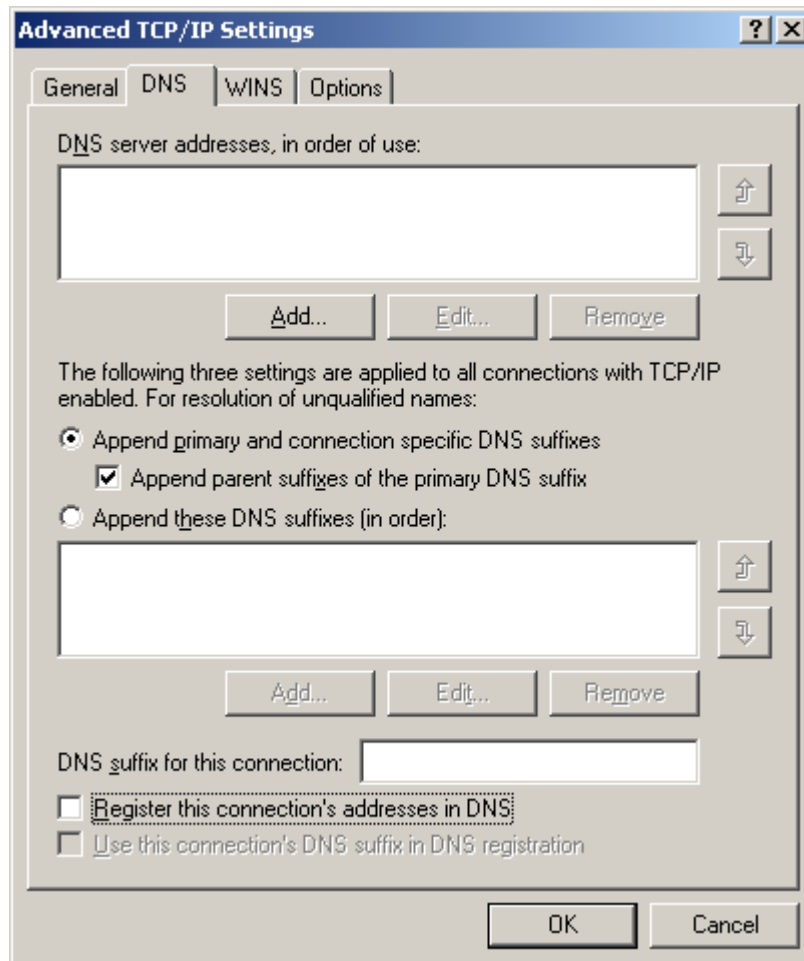 Advanced TCP/IP Settings
General DNS WINS Options
DNS server addresses, in order of use:
Add... Edit... Remove
The following three settings are applied to all connections with TCP/IP
enabled. For resolution of unqualified names:
Append primary and connection specific DNS suffixes
Append parent suffixes of the primary DNS suffix
Append these DNS suffixes (in order):
Add... Edit... Remove
DNS suffix for this connection:
Register this connection's addresses in DNS
Use this connection's DNS suffix in DNS registration
OK Cancel